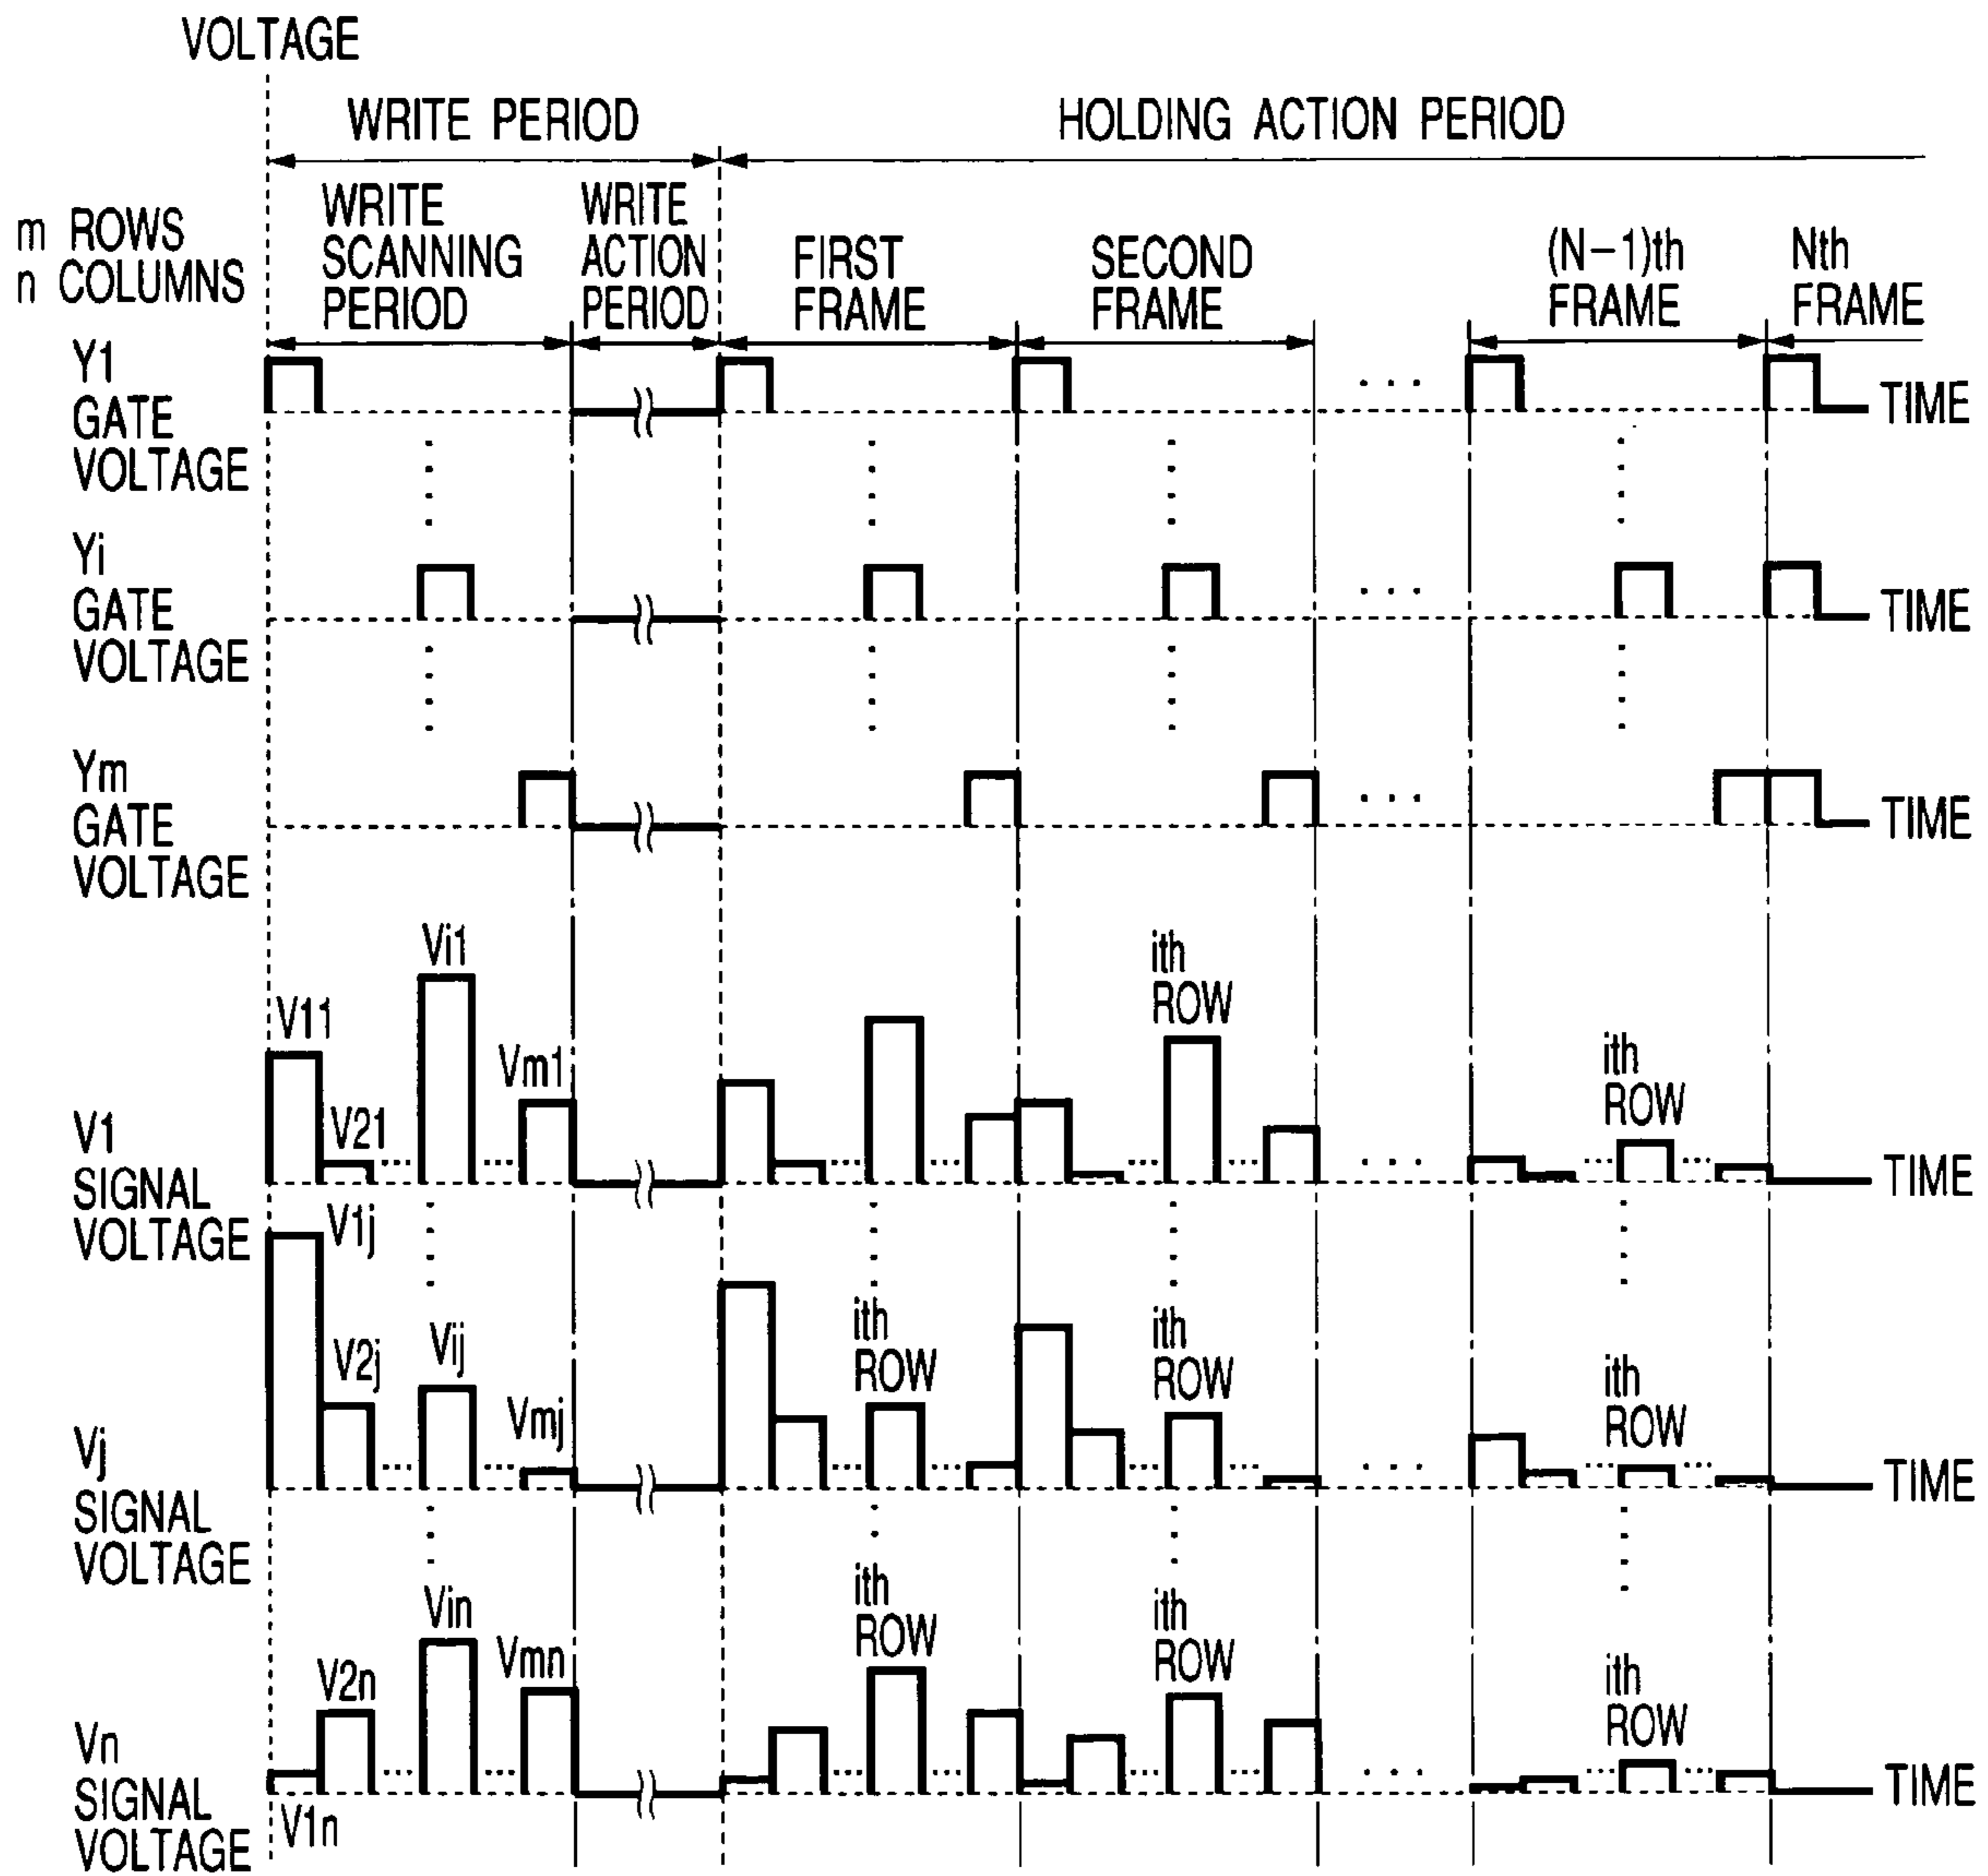 VOLTAGE
WRITE PERIOD
HOLDING ACTION PERIOD
m ROWS
n COLUMNS
WRITE
SCANNING
PERIOD
WRITE
ACTION
PERIOD
FIRST
FRAME
SECOND
FRAME
(N-1)th
FRAME
Nth
FRAME
Y1
GATE
VOLTAGE
...
TIME
Yi
GATE
VOLTAGE
...
TIME
Ym
GATE
VOLTAGE
...
TIME
V11
V21
Vi1
Vm1
ith
ROW
ith
ROW
V1
SIGNAL
VOLTAGE
...
TIME
V1j
V2j
Vij
Vmj
ith
ROW
ith
ROW
ith
ROW
Vj
SIGNAL
VOLTAGE
...
TIME
V1n
V2n
Vin
Vmn
ith
ROW
ith
ROW
ith
ROW
Vn
SIGNAL
VOLTAGE
...
TIME